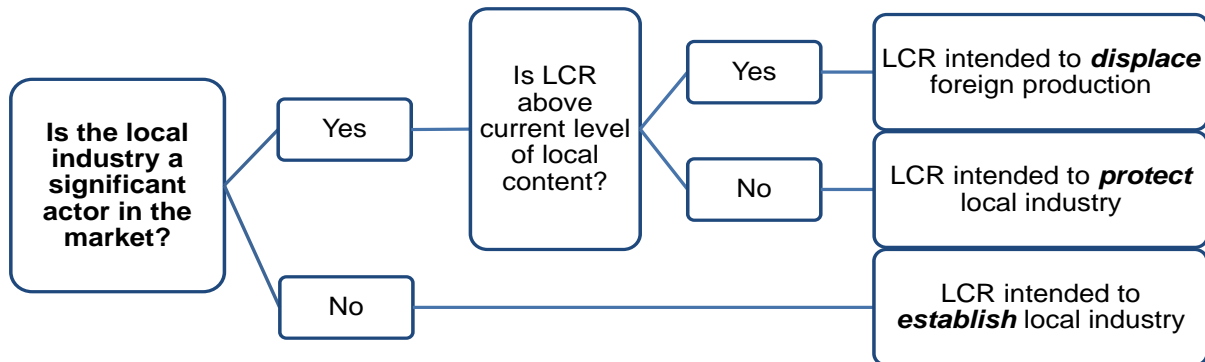 Is the local
industry a
significant
actor in the
market?
Yes
Is LCR
above
current level
of local
content?
Yes
LCR intended to displace
foreign production
No
LCR intended to protect
local industry
No
LCR intended to
establish local industry